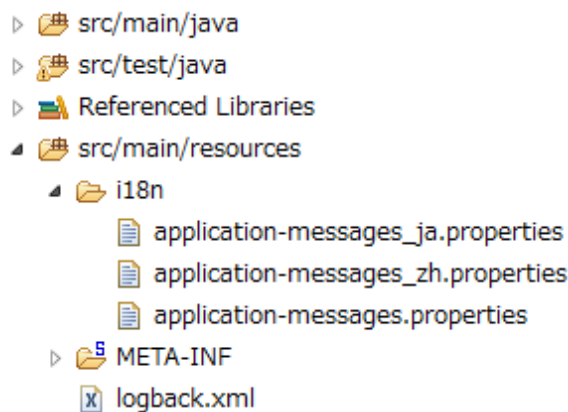 src/main/java
src/test/java
Referenced Libraries
src/main/resources
i18n
application-messages_ja.properties
application-messages_zh.properties
application-messages.properties
META-INF
logback.xml